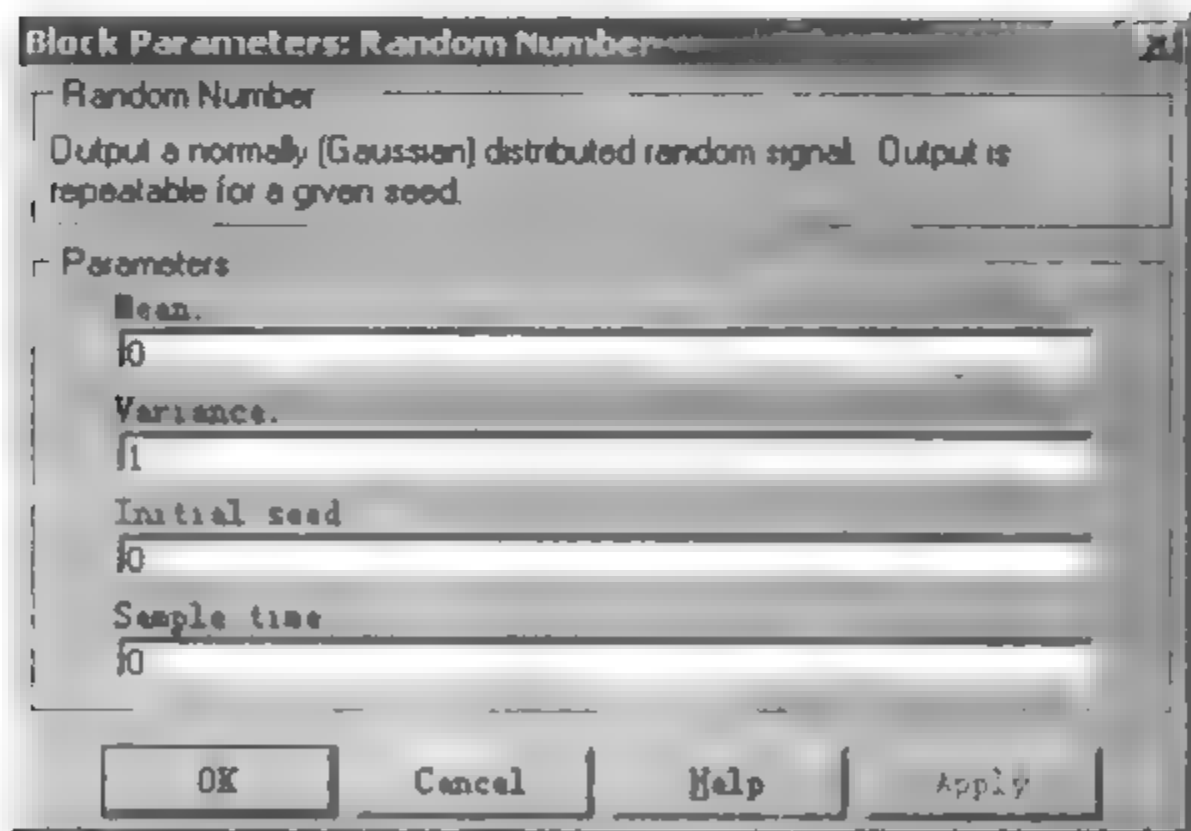 Block Parameters: Random Number
Random Number
Output a normally (Gaussian) distributed random signal. Output is
repeatable for a given seed.
Parameters
Mean.
0
Variance.
1
Initial seed
0
Sample time
0
OK
Cancel
Help
Apply